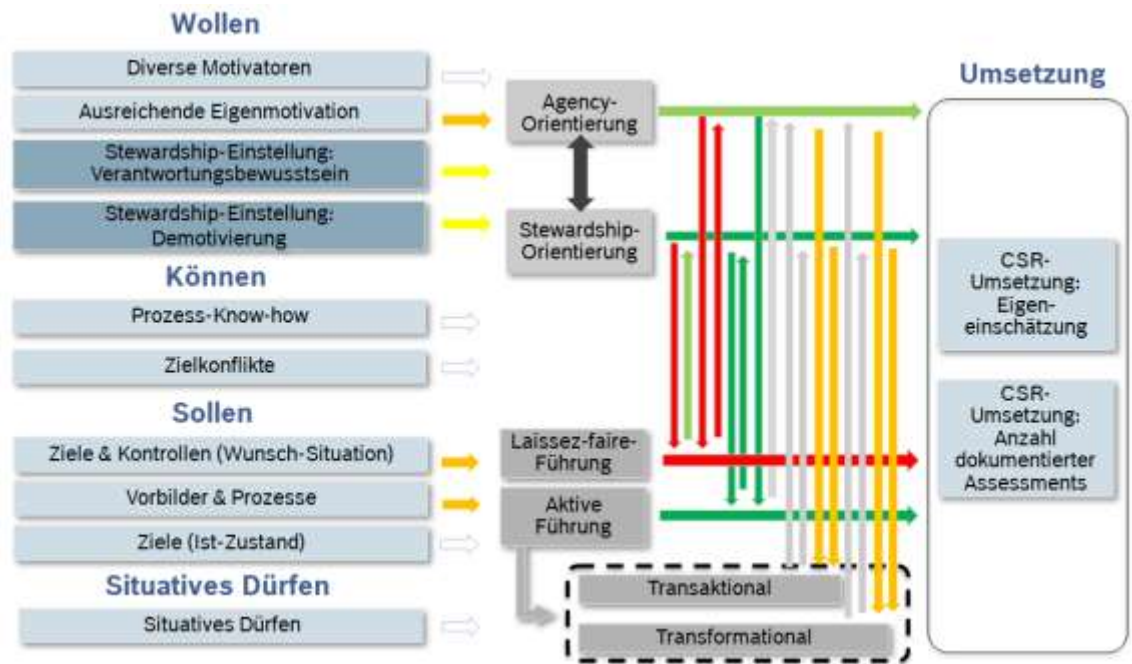 Wollen
Diverse Motivatoren
Ausreichende Eigenmotivation
Stewardship-Einstellung:
Verantwortungsbewusstsein
Stewardship-Einstellung:
Demotivierung
Können
Prozess-Know-how
Zielkonflikte
Sollen
Ziele & Kontrollen (Wunsch-Situation)
Vorbilder & Prozesse
Ziele (Ist-Zustand)
Situatives Dürfen
Situatives Dürfen
Agency-
Orientierung
Stewardship-
Orientierung
Laissez-faire-
Führung
Aktive
Führung
Transaktional
Transformational
Umsetzung
CSR-
Umsetzung:
Eigen-
einschätzung
CSR-
Umsetzung:
Anzahl
dokumentierter
Assessments